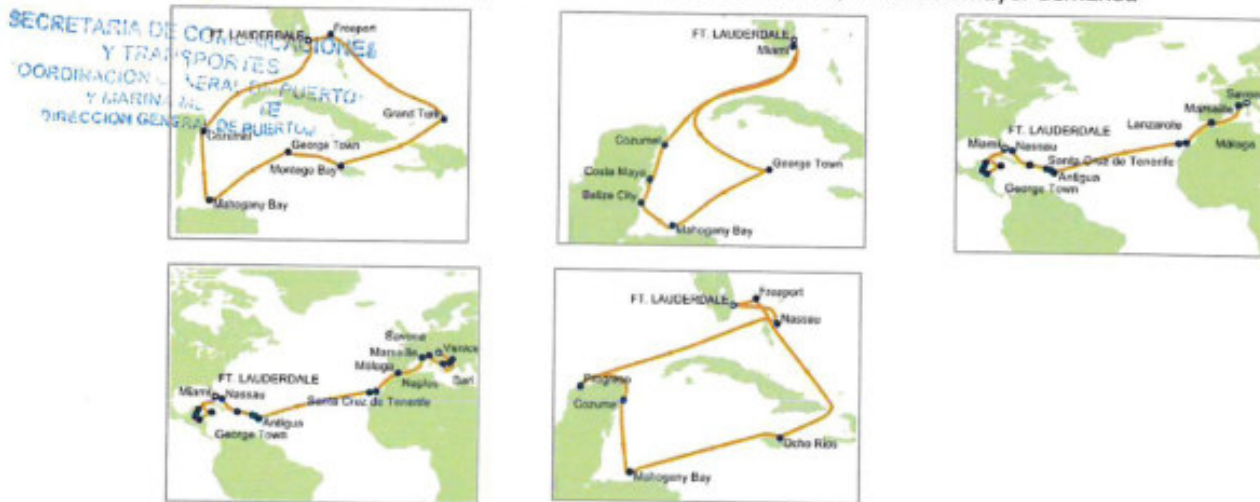 SECRETARIA DE COMUNICACIONES
Y TRANSPORTES
COORDINACION GENERAL DE PUERTOS
Y MARINA
DIRECCION GENERAL DE PUERTOS
FT. LAUDERDALE
Freeport
Grand Turk
Cozumel
George Town
Montego Bay
Mahogany Bay
FT. LAUDERDALE
Miami
Cozumel
Costa Maya
George Town
Belize City
Mahogany Bay
Savona
Marseille
Lanzarote
Málaga
FT. LAUDERDALE
Miami
Nassau
Santa Cruz de Tenerife
Antigua
George Town
Savona
Venice
Marseille
Málaga
Naples
Bari
FT. LAUDERDALE
Miami
Nassau
Santa Cruz de Tenerife
Antigua
George Town
Freeport
FT. LAUDERDALE
Nassau
Progreso
Cozumel
Ocho Rios
Mahogany Bay